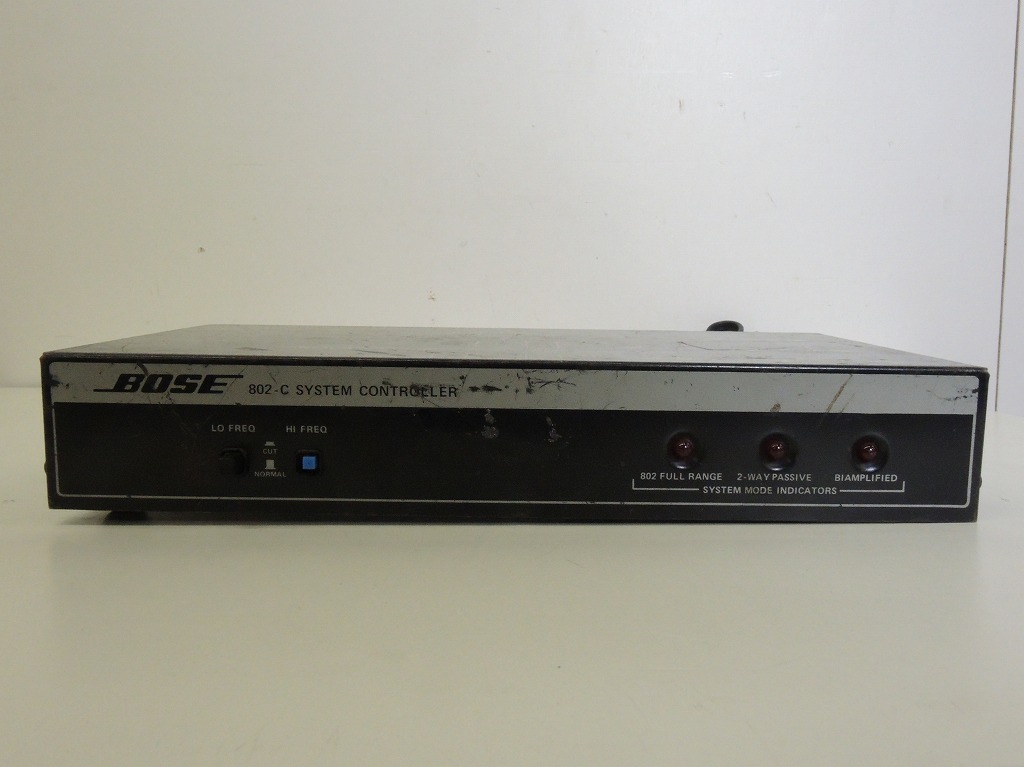 BOSE 802-C SYSTEM CONTROLLER
LO FREQ HI FREQ
CUT
NORMAL
802 FULL RANGE 2-WAY PASSIVE BIAMPLIFIED
SYSTEM MODE INDICATORS